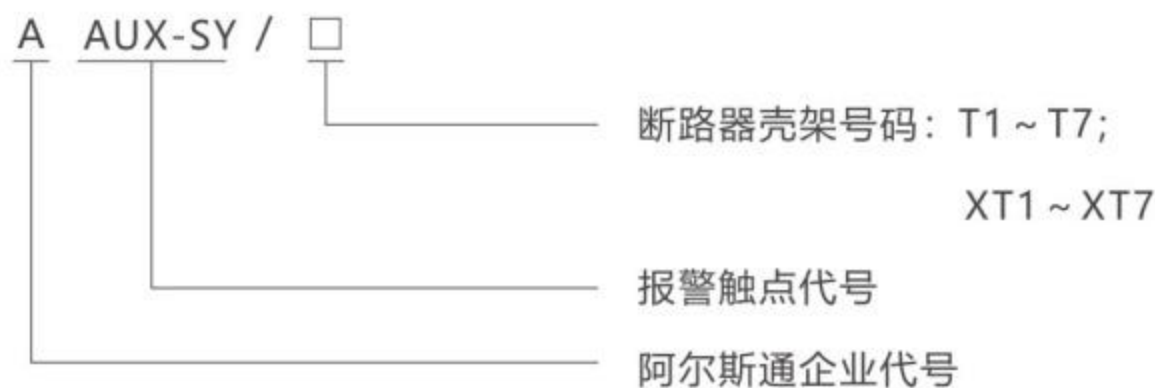 A AUX-SY / □
断路器壳架号码：T1 ~ T7;
XT1 ~ XT7
报警触点代号
阿尔斯通企业代号